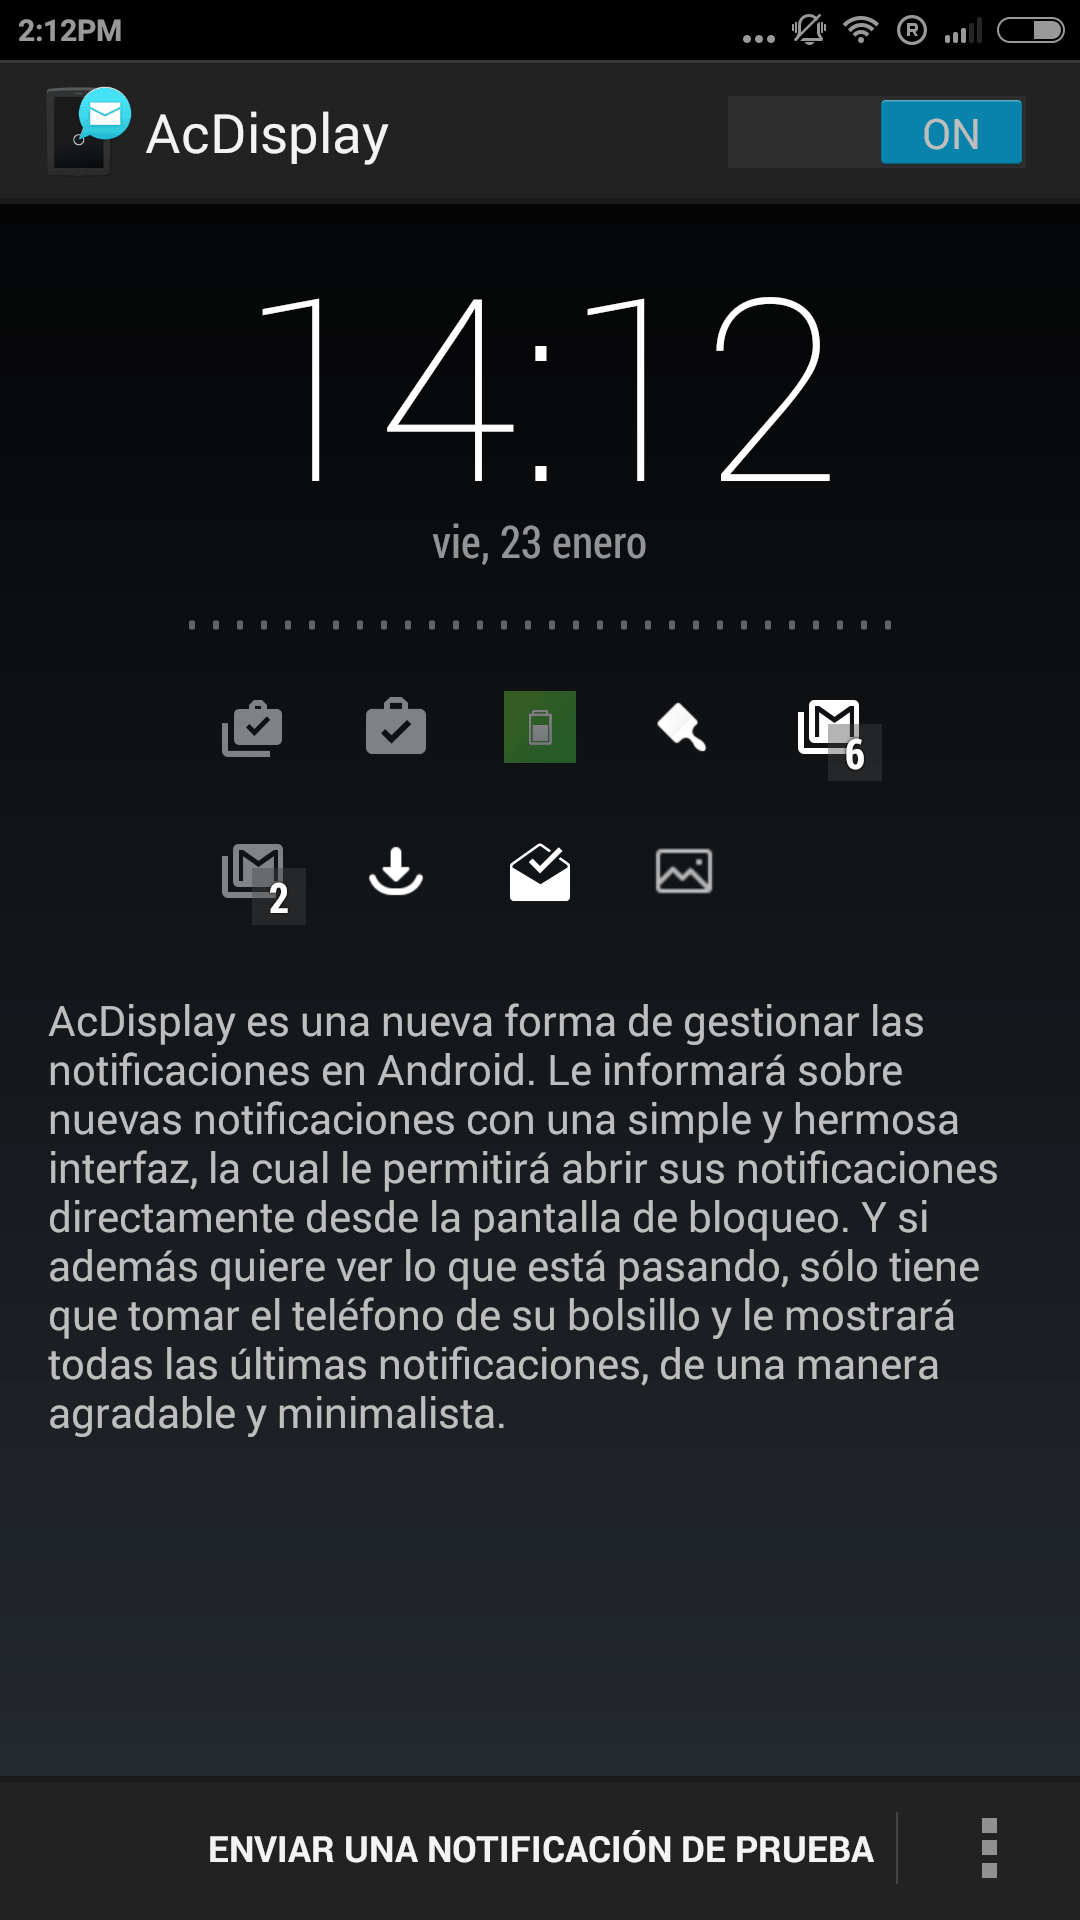 2:12PM
R
AcDisplay
ON
14:12
vie, 23 enero
6
2
AcDisplay es una nueva forma de gestionar las
notificaciones en Android. Le informará sobre
nuevas notificaciones con una simple y hermosa
interfaz, la cual le permitirá abrir sus notificaciones
directamente desde la pantalla de bloqueo. Y si
además quiere ver lo que está pasando, sólo tiene
que tomar el teléfono de su bolsillo y le mostrará
todas las últimas notificaciones, de una manera
agradable y minimalista.
ENVIAR UNA NOTIFICACIÓN DE PRUEBA